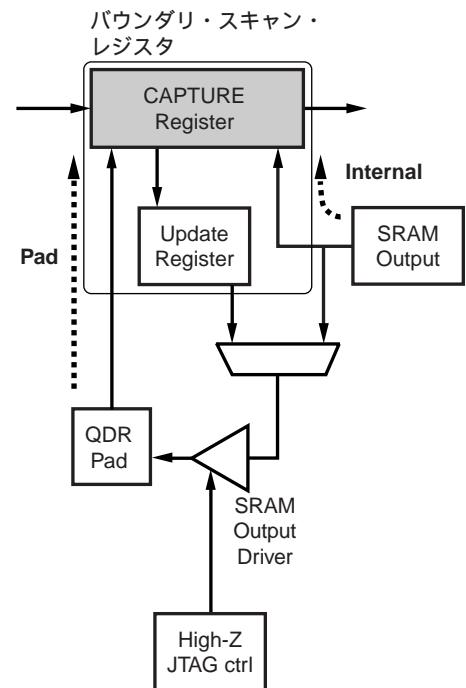 バウンダリ・スキャン・
レジスタ
CAPTURE
Register
Internal
Pad
Update
Register
SRAM
Output
QDR
Pad
SRAM
Output
Driver
High-Z
JTAG ctrl